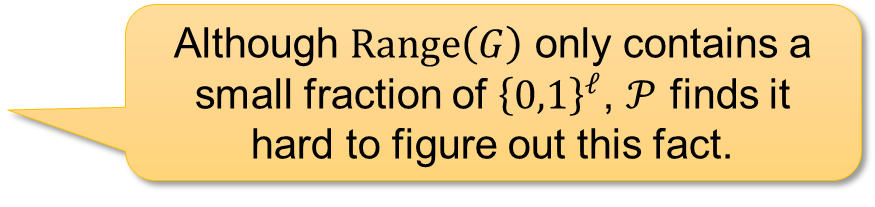 Although Range(G) only contains a
small fraction of {0,1}^ℓ, 𝒫 finds it
hard to figure out this fact.